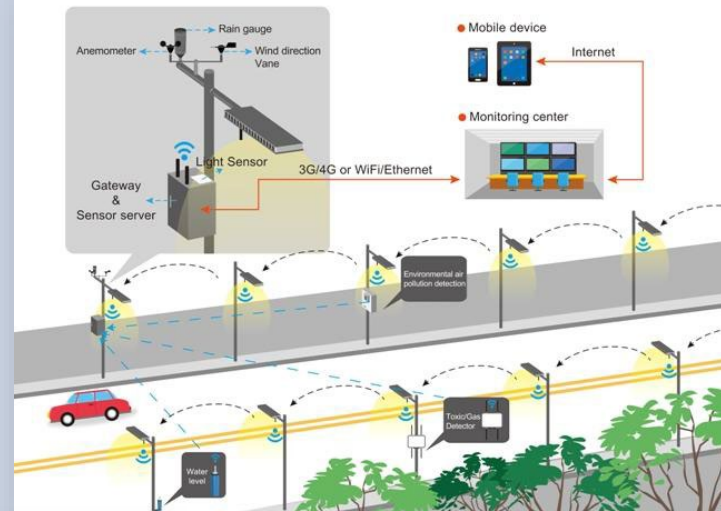 Rain gauge
Anemometer
Wind direction
Vane
Light Sensor
Gateway
&
Sensor server
3G/4G or WiFi/Ethernet
Mobile device
Internet
Monitoring center
Environmental air
pollution detection
Toxic/Gas
Detector
Water
level